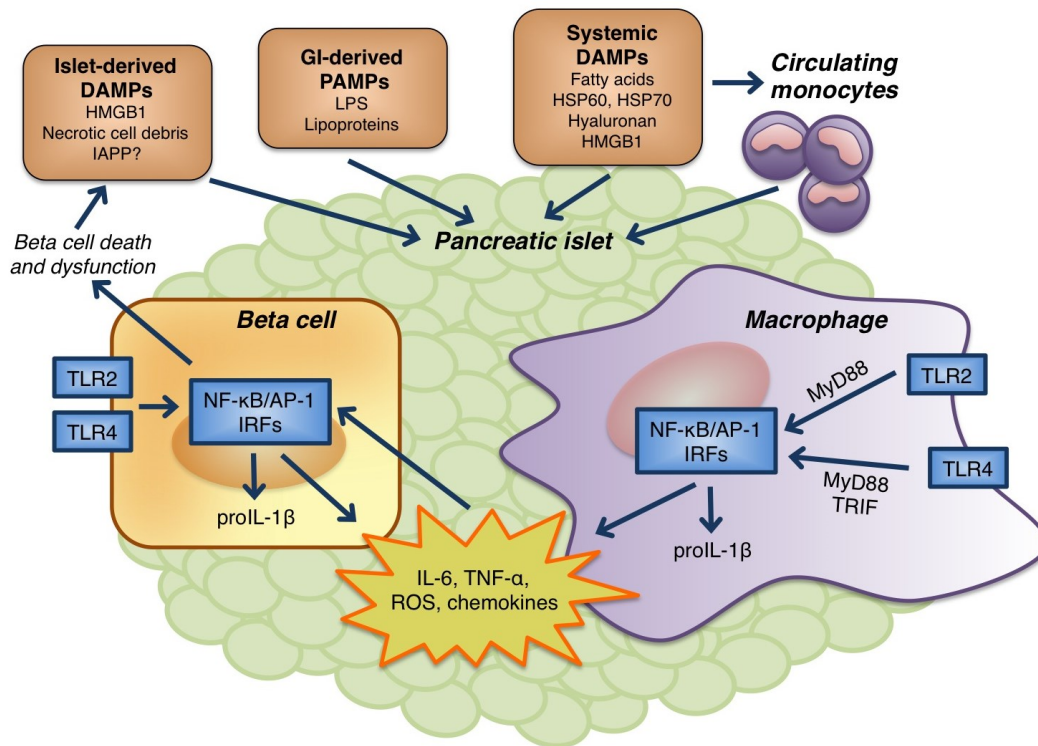 Islet-derived
DAMPs
HMGB1
Necrotic cell debris
IAPP?
GI-derived
PAMPs
LPS
Lipoproteins
Systemic
DAMPs
Fatty acids
HSP60, HSP70
Hyaluronan
HMGB1
Circulating
monocytes
Beta cell death
and dysfunction
Pancreatic islet
Beta cell
TLR2
TLR4
NF-κB/AP-1
IRFs
proIL-1β
IL-6, TNF-α,
ROS, chemokines
Macrophage
MyD88
TLR2
NF-κB/AP-1
IRFs
TLR4
MyD88
TRIF
proIL-1β